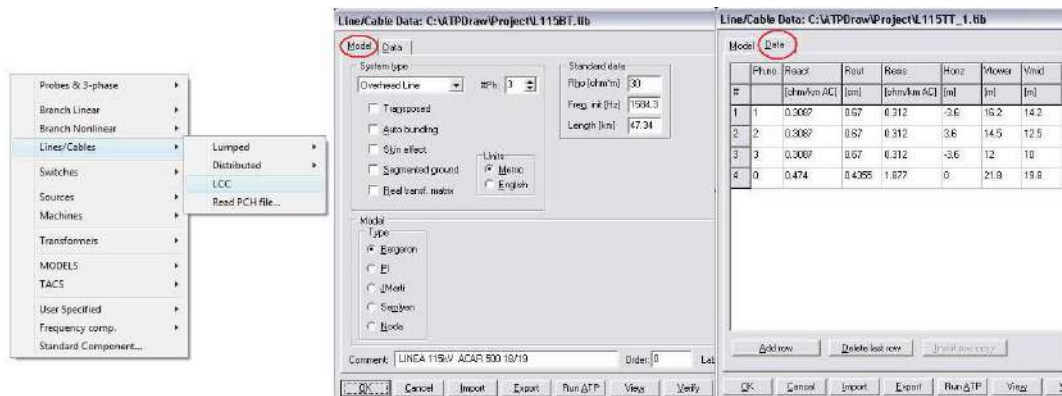 Probes & 3-phase
Branch Linear
Branch Nonlinear
Lines/Cables
Switches
Sources
Machines
Transformers
MODELS
TACS
User Specified
Frequency comp.
Standard Component...
Lumped
Distributed
LCC
Read PCH file...
Line/Cable Data: C:\ATPDraw\Project\L115BT.lib
Model Data
System type
Overhead Line #Ph: 3
Transposed
Auto bunding
Skin effect
Segmented ground
Real transf. matrix
Units
Metric
English
Standard data
Rho [ohm*m] 30
Freq. init [Hz] 1584.3
Length [km] 47.34
Model
Type
Bergeron
PI
JMarti
Semlyen
Noda
Comment: LINEA 115kV ACAR 500 18/19 Order: 0 Lab
OK Cancel Import Export Run ATP View Verify
Line/Cable Data: C:\ATPDraw\Project\L115TT_1.lib
Model Data
Ph.no. React Rout Resis Horiz Vtower Vmid
# [ohm/km AC] [cm] [ohm/km AC] [m] [m] [m]
1 1 0.3087 0.67 0.312 -3.6 16.2 14.2
2 2 0.3087 0.67 0.312 3.6 14.5 12.5
3 3 0.3087 0.67 0.312 -3.6 12 10
4 0 0.474 0.4355 1.877 0 21.8 19.8
Add row Delete last row Insert row copy
OK Cancel Import Export Run ATP View